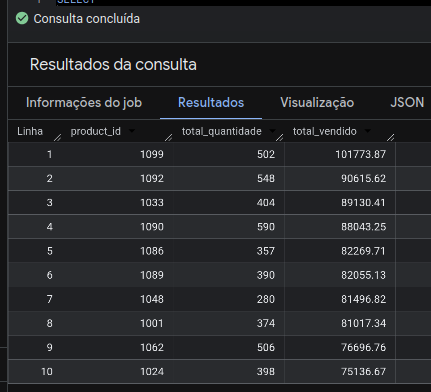 1 SELECT
Consulta concluída
Resultados da consulta
Informações do job Resultados Visualização JSON
Linha product_id total_quantidade total_vendido
1 1099 502 101773.87
2 1092 548 90615.62
3 1033 404 89130.41
4 1090 590 88043.25
5 1086 357 82269.71
6 1089 390 82055.13
7 1048 280 81496.82
8 1001 374 81017.34
9 1062 506 76696.76
10 1024 398 75136.67